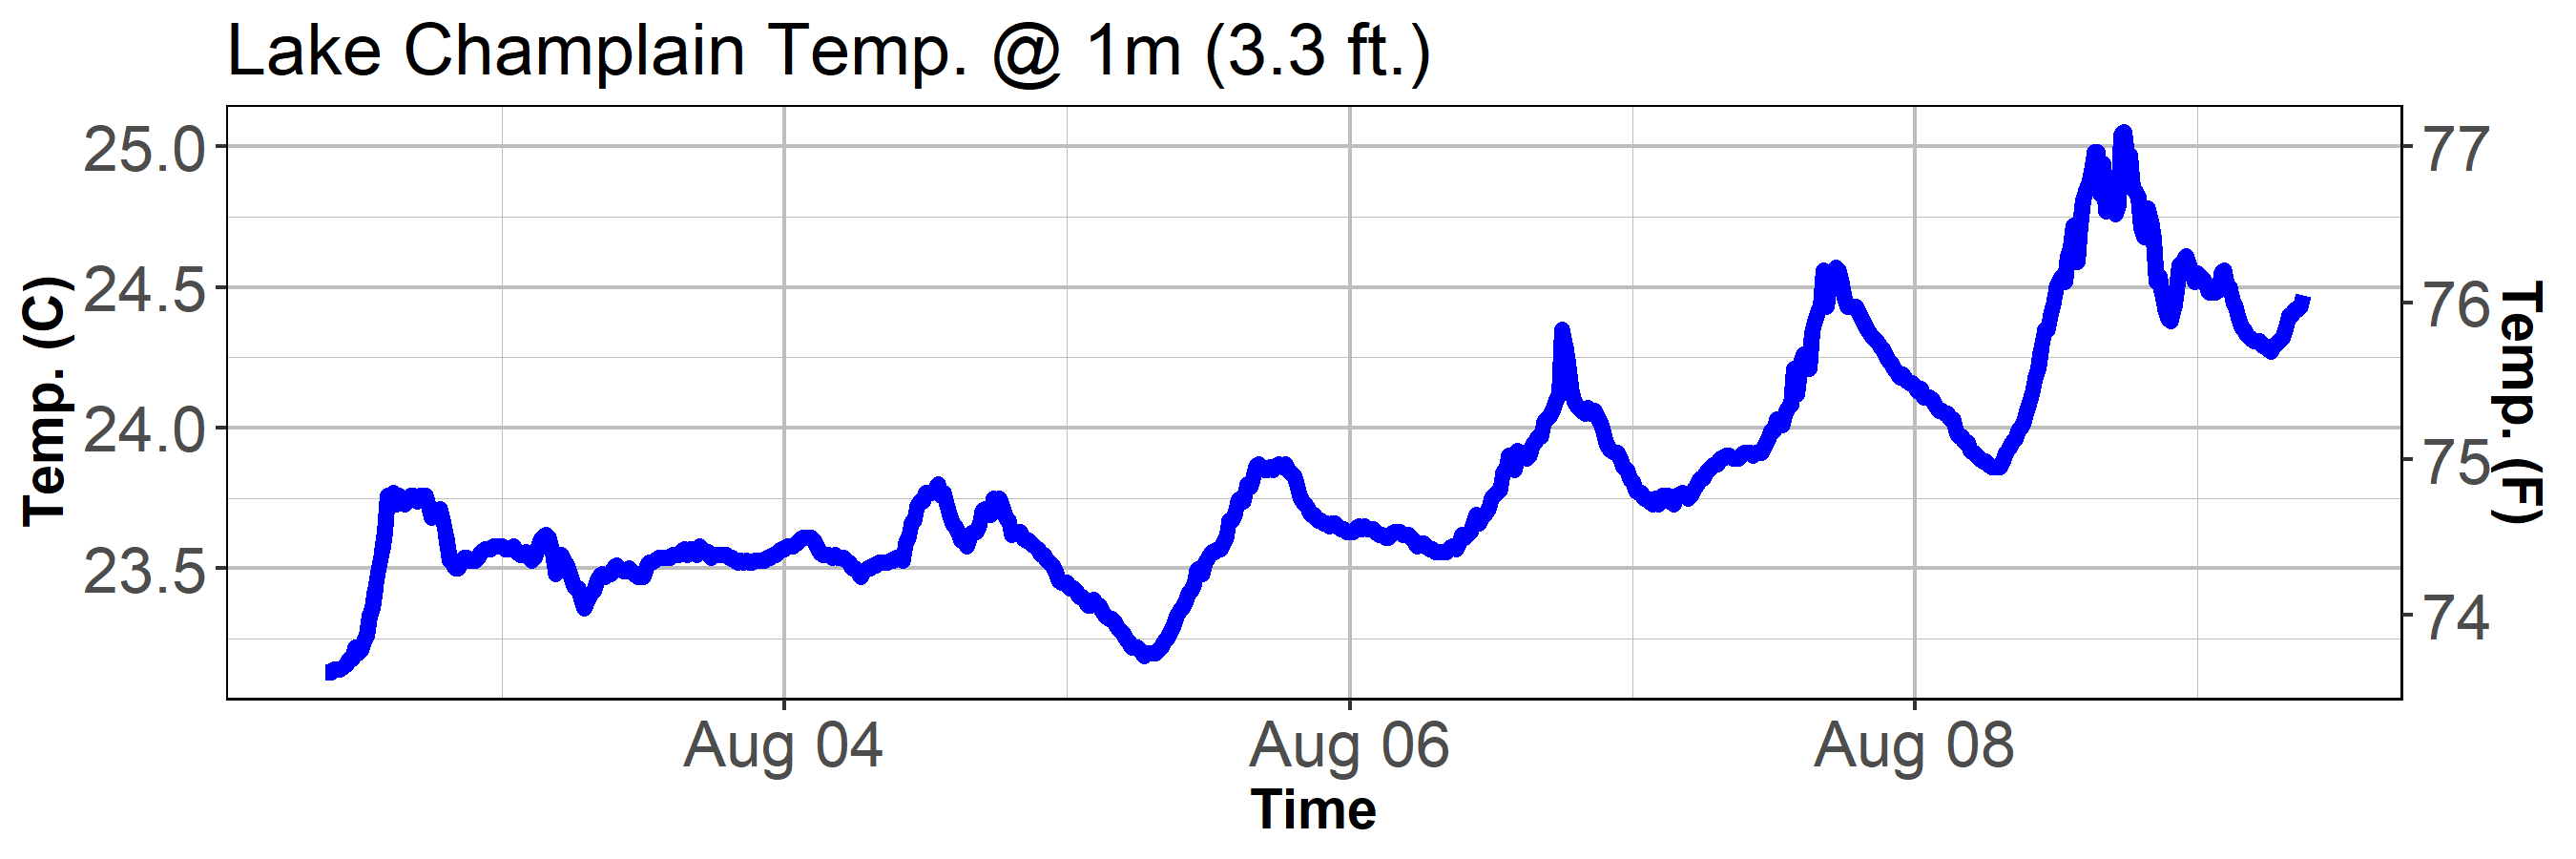 Lake Champlain Temp. @ 1m (3.3 ft.)
Temp. (C)
25.0
24.5
24.0
23.5
77
76
75
74
Temp. (F)
Aug 04
Aug 06
Aug 08
Time